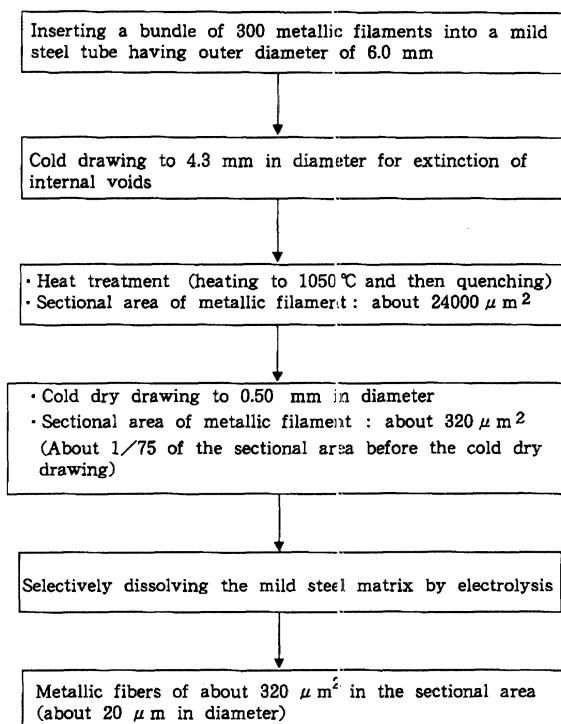 Inserting a bundle of 300 metallic filaments into a mild
steel tube having outer diameter of 6.0 mm
Cold drawing to 4.3 mm in diameter for extinction of
internal voids
・Heat treatment (heating to 1050℃ and then quenching)
・Sectional area of metallic filament : about 24000 μm²
・Cold dry drawing to 0.50 mm in diameter
・Sectional area of metallic filament : about 320 μm²
(About 1/75 of the sectional area before the cold dry
drawing)
Selectively dissolving the mild steel matrix by electrolysis
Metallic fibers of about 320 μm² in the sectional area
(about 20 μm in diameter)